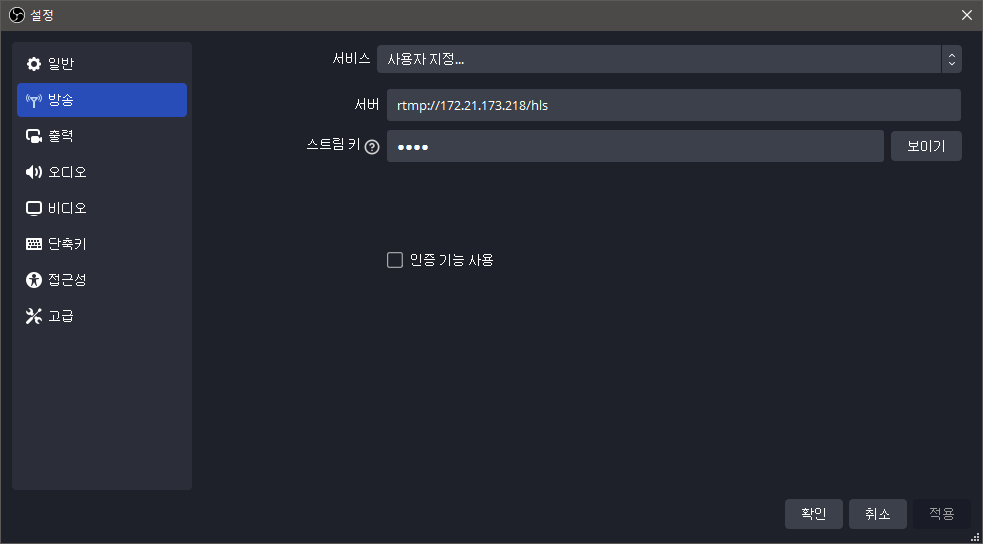 설정
일반
방송
출력
오디오
비디오
단축키
접근성
고급
서비스 사용자 지정...
서버 rtmp://172.21.173.218/hls
스트림 키 ●●●● 보이기
인증 기능 사용
확인 취소 적용